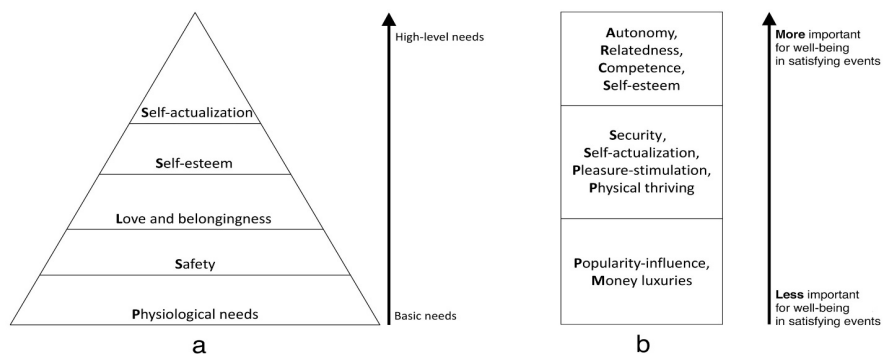 High-level needs
Self-actualization
Self-esteem
Love and belongingness
Safety
Physiological needs
Basic needs
a
Autonomy,
Relatedness,
Competence,
Self-esteem
Security,
Self-actualization,
Pleasure-stimulation,
Physical thriving
Popularity-influence,
Money luxuries
More important
for well-being
in satisfying events
Less important
for well-being
in satisfying events
b